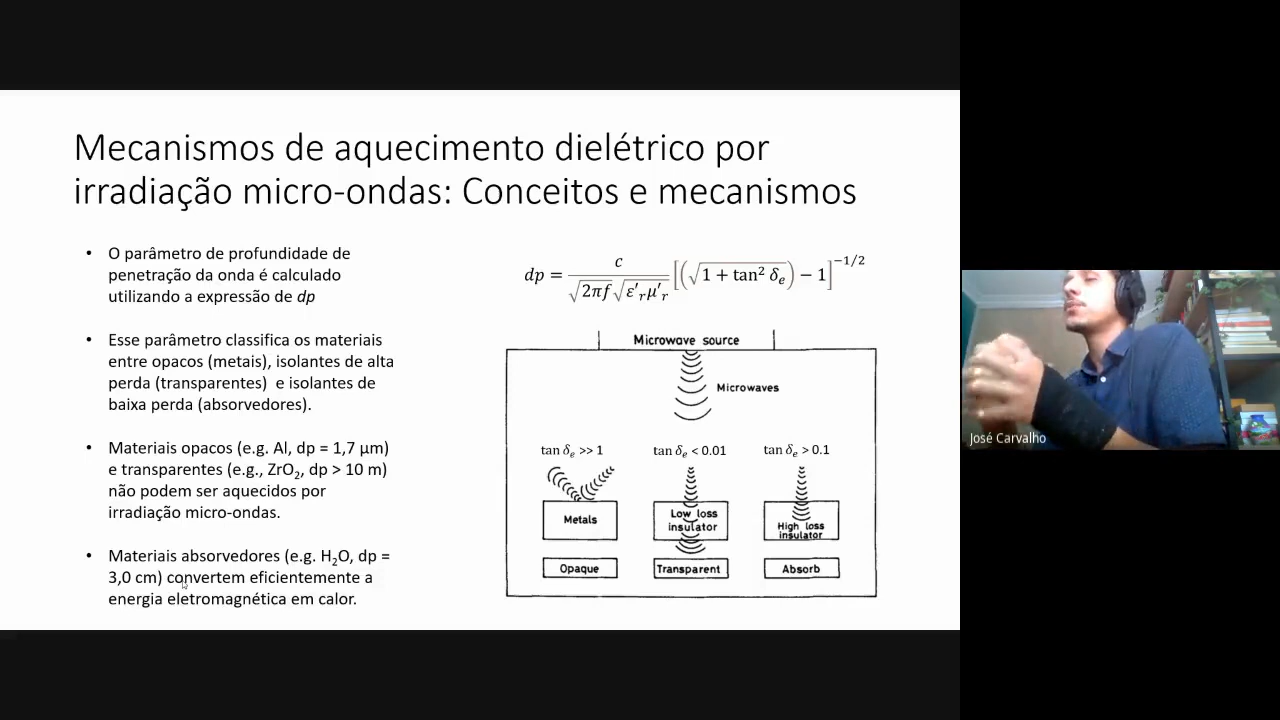 Mecanismos de aquecimento dielétrico por
irradiação micro-ondas: Conceitos e mecanismos
• O parâmetro de profundidade de
penetração da onda é calculado
utilizando a expressão de dp
• Esse parâmetro classifica os materiais
entre opacos (metais), isolantes de alta
perda (transparentes) e isolantes de
baixa perda (absorvedores).
• Materiais opacos (e.g. Al, dp = 1,7 µm)
e transparentes (e.g., ZrO₂, dp > 10 m)
não podem ser aquecidos por
irradiação micro-ondas.
• Materiais absorvedores (e.g. H₂O, dp =
3,0 cm) convertem eficientemente a
energia eletromagnética em calor.
dp = c / (√2πf √ε′ᵣμ′ᵣ) [(√1 + tan² δₑ) − 1]^−1/2
Microwave source
Microwaves
tan δₑ >> 1
tan δₑ < 0.01
tan δₑ > 0.1
Metals
Low loss
insulator
High loss
insulator
Opaque
Transparent
Absorb
José Carvalho